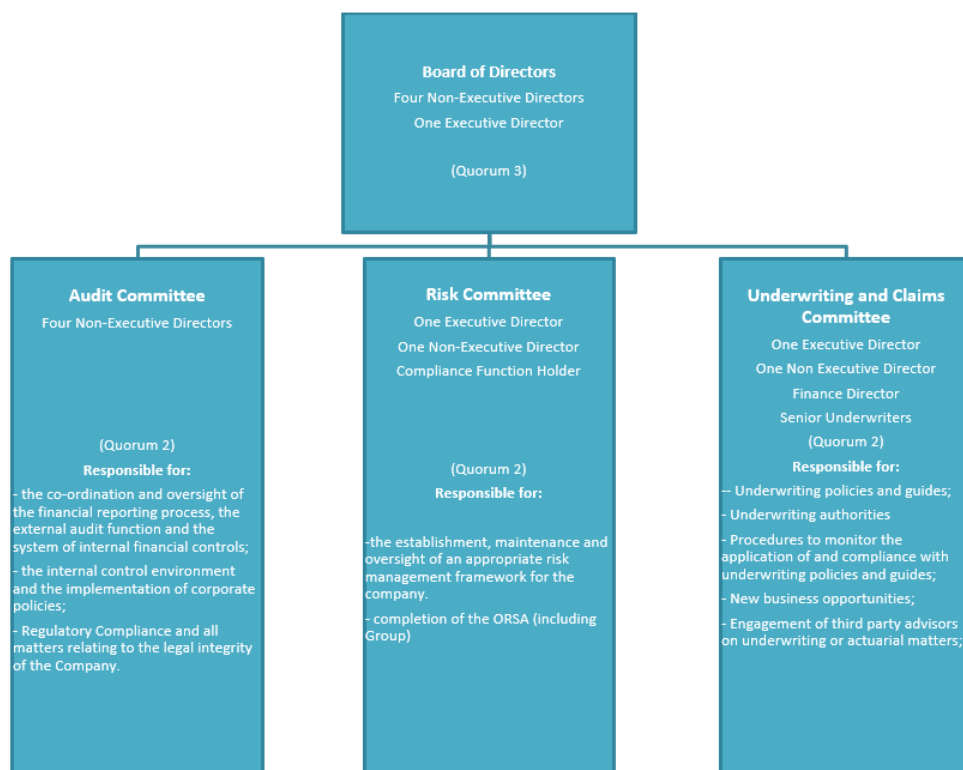 Board of Directors
Four Non-Executive Directors
One Executive Director
(Quorum 3)
Audit Committee
Four Non-Executive Directors
(Quorum 2)
Responsible for:
- the co-ordination and oversight of
the financial reporting process, the
external audit function and the
system of internal financial controls;
- the internal control environment
and the implementation of corporate
policies;
- Regulatory Compliance and all
matters relating to the legal integrity
of the Company.
Risk Committee
One Executive Director
One Non-Executive Director
Compliance Function Holder
(Quorum 2)
Responsible for:
-the establishment, maintenance and
oversight of an appropriate risk
management framework for the
company.
- completion of the ORSA (including
Group)
Underwriting and Claims
Committee
One Executive Director
One Non Executive Director
Finance Director
Senior Underwriters
(Quorum 2)
Responsible for:
-- Underwriting policies and guides;
- Underwriting authorities
- Procedures to monitor the
application of and compliance with
underwriting policies and guides;
- New business opportunities;
- Engagement of third party advisors
on underwriting or actuarial matters;